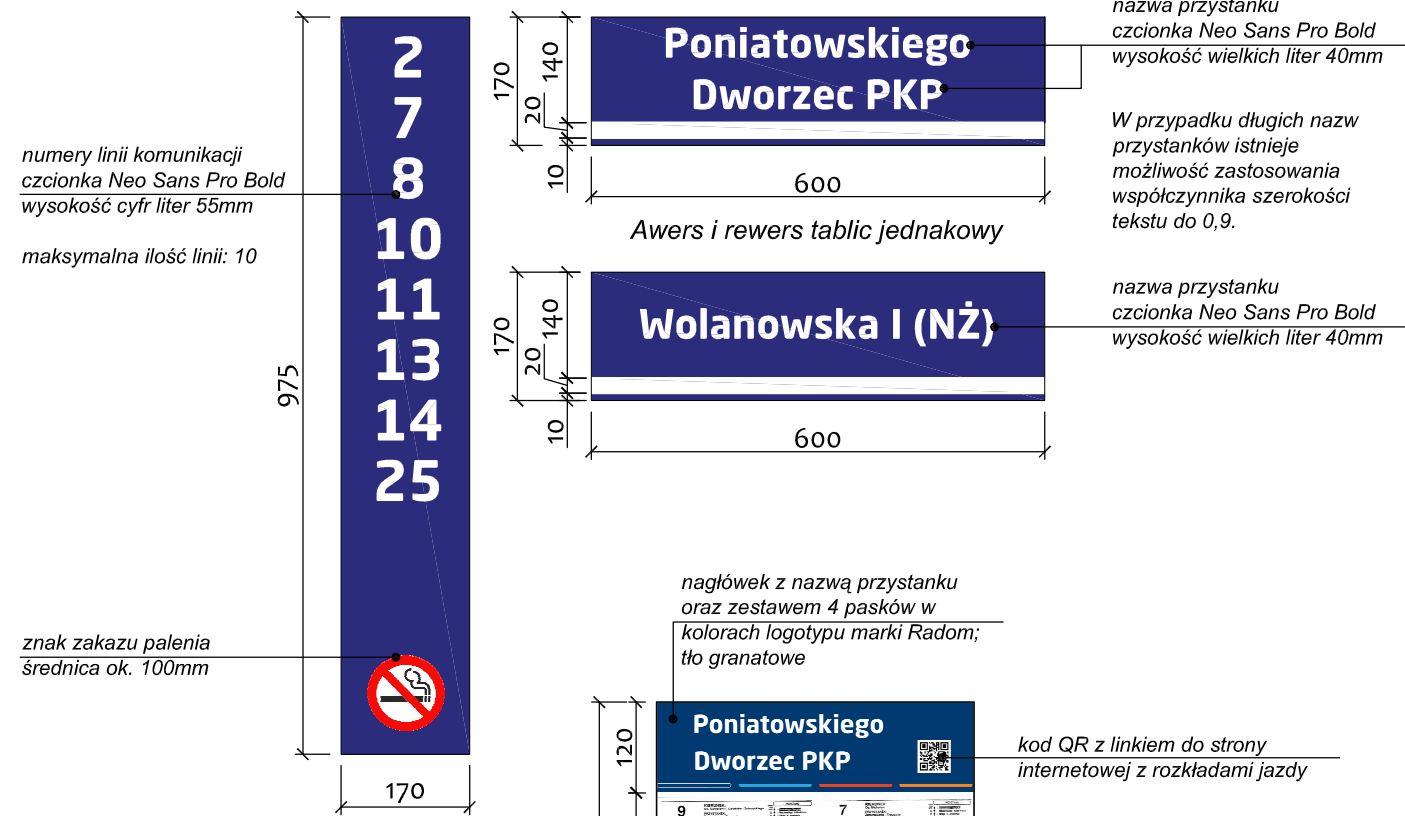 2
7
8
10
11
13
14
25
975
170
numery linii komunikacji
czcionka Neo Sans Pro Bold
wysokość cyfr liter 55mm
maksymalna ilość linii: 10
znak zakazu palenia
średnica ok. 100mm
Poniatowskiego
Dworzec PKP
170
140
20
10
600
nazwa przystanku
czcionka Neo Sans Pro Bold
wysokość wielkich liter 40mm
W przypadku długich nazw
przystanków istnieje
możliwość zastosowania
współczynnika szerokości
tekstu do 0,9.
Awers i rewers tablic jednakowy
Wolanowska I (NŻ)
170
140
20
10
600
nazwa przystanku
czcionka Neo Sans Pro Bold
wysokość wielkich liter 40mm
nagłówek z nazwą przystanku
oraz zestawem 4 pasków w
kolorach logotypu marki Radom;
tło granatowe
Poniatowskiego
Dworzec PKP
120
kod QR z linkiem do strony
internetowej z rozkładami jazdy
9
7